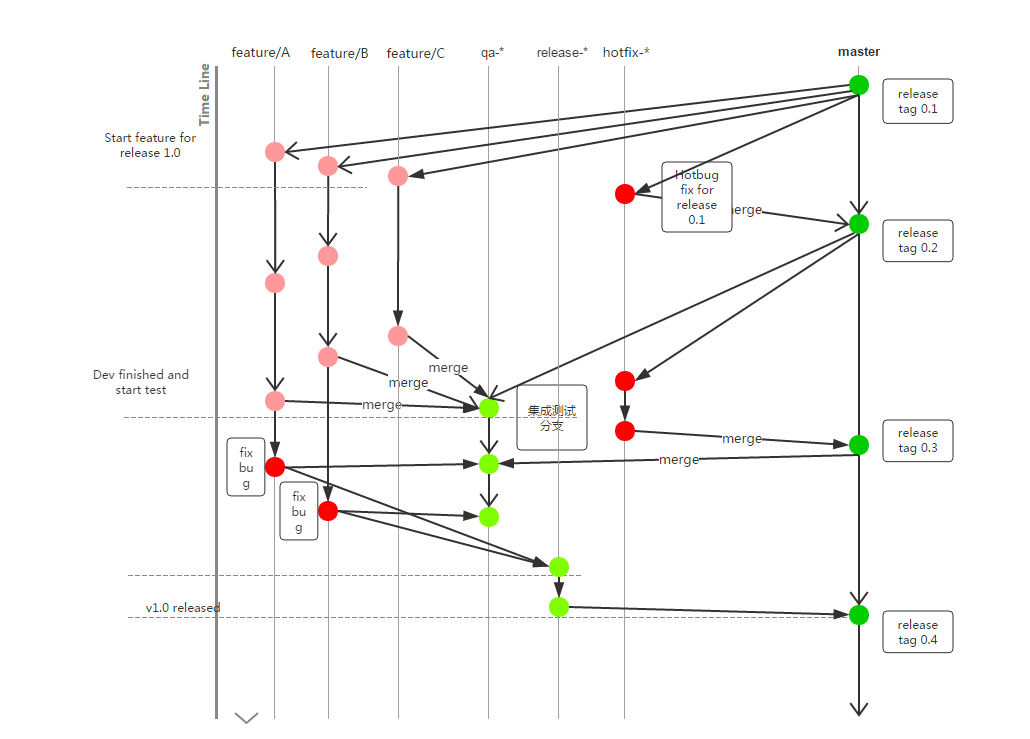 feature/A
feature/B
feature/C
qa-*
release-*
hotfix-*
master
Time Line
release
tag 0.1
Start feature for
release 1.0
Hotbug
fix for
release
0.1
merge
release
tag 0.2
merge
merge
merge
Dev finished and
start test
集成测试
分支
merge
merge
release
tag 0.3
fix
bu
g
fix
bu
g
v1.0 released
release
tag 0.4